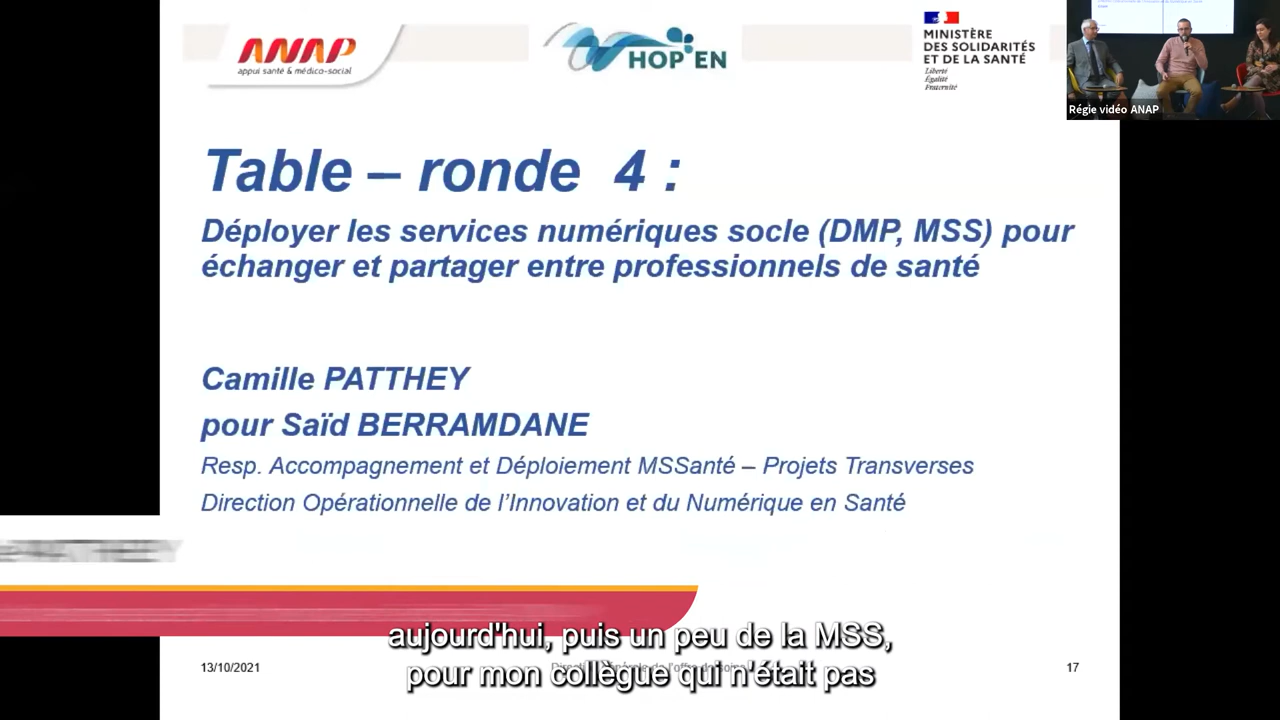 ANAP
appui santé & médico-social
HOP'EN
MINISTÈRE
DES SOLIDARITÉS
ET DE LA SANTÉ
Liberté
Égalité
Fraternité
Régie vidéo ANAP
Table – ronde 4 :
Déployer les services numériques socle (DMP, MSS) pour
échanger et partager entre professionnels de santé
Camille PATTHEY
pour Saïd BERRAMDANE
Resp. Accompagnement et Déploiement MSSanté – Projets Transverses
Direction Opérationnelle de l'Innovation et du Numérique en Santé
PATTHEY
aujourd'hui, puis un peu de la MSS,
pour mon collègue qui n'était pas
13/10/2021
17